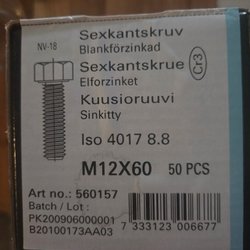 Sexkantskruv
NV-18
Blankförzinkad
Sexkantskrue
Elforzinket
Cr3
Kuusioruuvi
Sinkitty
Iso 4017 8.8
M12X60 50 PCS
Art no.: 560157
Batch / Lot:
PK200906000001
B20100173AA03
7 333123 006677